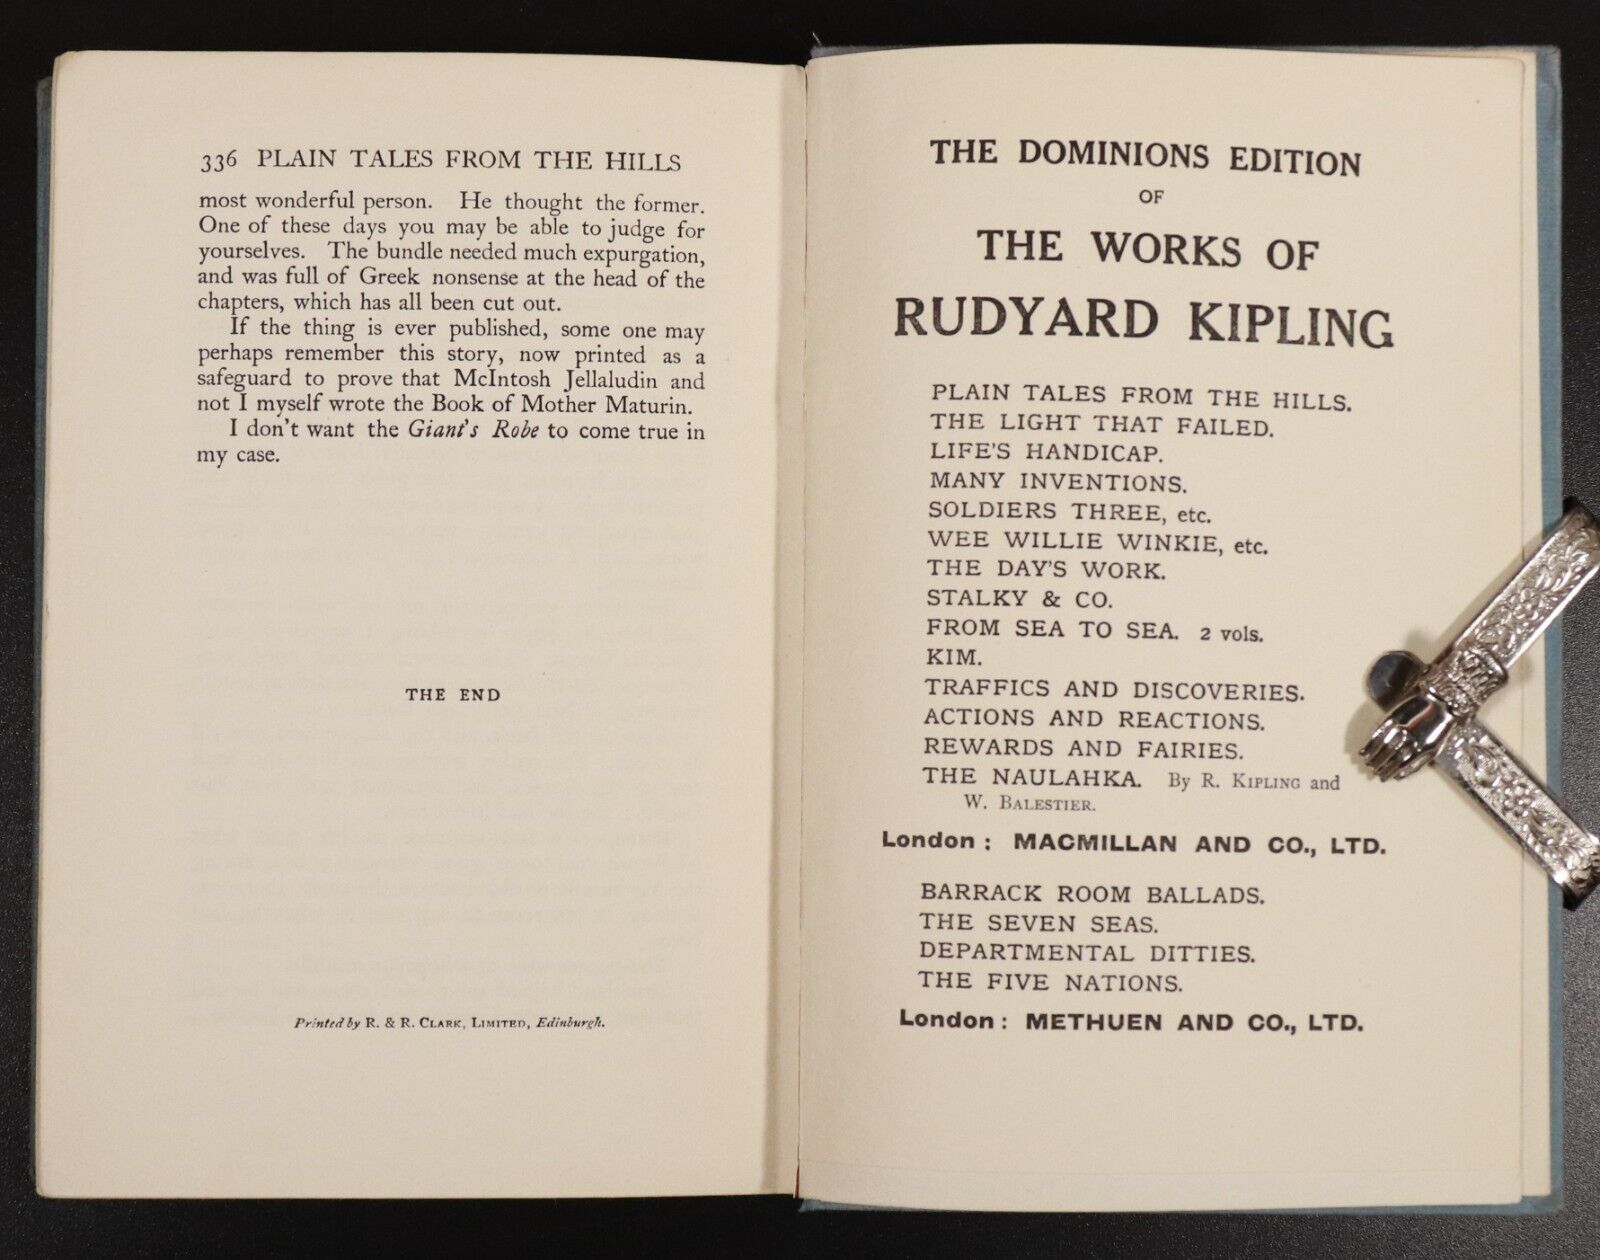 336 PLAIN TALES FROM THE HILLS
most wonderful person. He thought the former.
One of these days you may be able to judge for
yourselves. The bundle needed much expurgation,
and was full of Greek nonsense at the head of the
chapters, which has all been cut out.
If the thing is ever published, some one may
perhaps remember this story, now printed as a
safeguard to prove that McIntosh Jellaludin and
not I myself wrote the Book of Mother Maturin.
I don't want the Giant's Robe to come true in
my case.
THE END
Printed by R. & R. CLARK, LIMITED, Edinburgh.
THE DOMINIONS EDITION
OF
THE WORKS OF
RUDYARD KIPLING
PLAIN TALES FROM THE HILLS.
THE LIGHT THAT FAILED.
LIFE'S HANDICAP.
MANY INVENTIONS.
SOLDIERS THREE, etc.
WEE WILLIE WINKIE, etc.
THE DAY'S WORK.
STALKY & CO.
FROM SEA TO SEA. 2 vols.
KIM.
TRAFFICS AND DISCOVERIES.
ACTIONS AND REACTIONS.
REWARDS AND FAIRIES.
THE NAULAHKA. By R. KIPLING and
W. BALESTIER.
London: MACMILLAN AND CO., LTD.
BARRACK ROOM BALLADS.
THE SEVEN SEAS.
DEPARTMENTAL DITTIES.
THE FIVE NATIONS.
London: METHUEN AND CO., LTD.